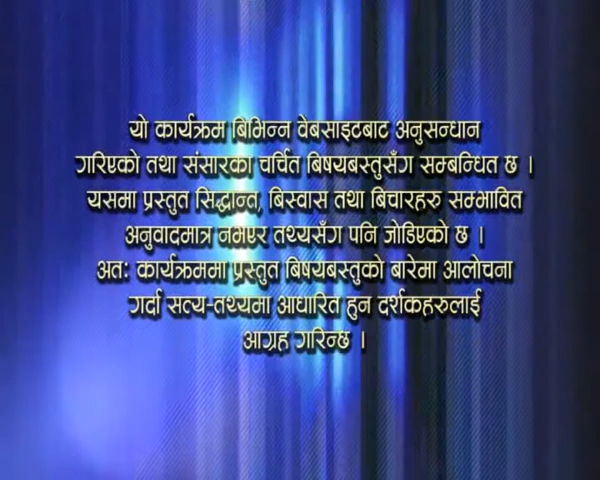 यो कार्यक्रम बिभिन्न वेबसाइटबाट अनुसन्धान
गरिएको तथा संसारका चर्चित बिषयबस्तुसँग सम्बन्धित छ ।
यसमा प्रस्तुत सिद्धान्त, बिस्वास तथा बिचारहरु सम्भावित
अनुवादमात्र नभएर तथ्यसँग पनि जोडिएको छ ।
अतः कार्यक्रममा प्रस्तुत बिषयबस्तुको बारेमा आलोचना
गर्दा सत्य-तथ्यमा आधारित हुन दर्शकहरुलाई
आग्रह गरिन्छ ।